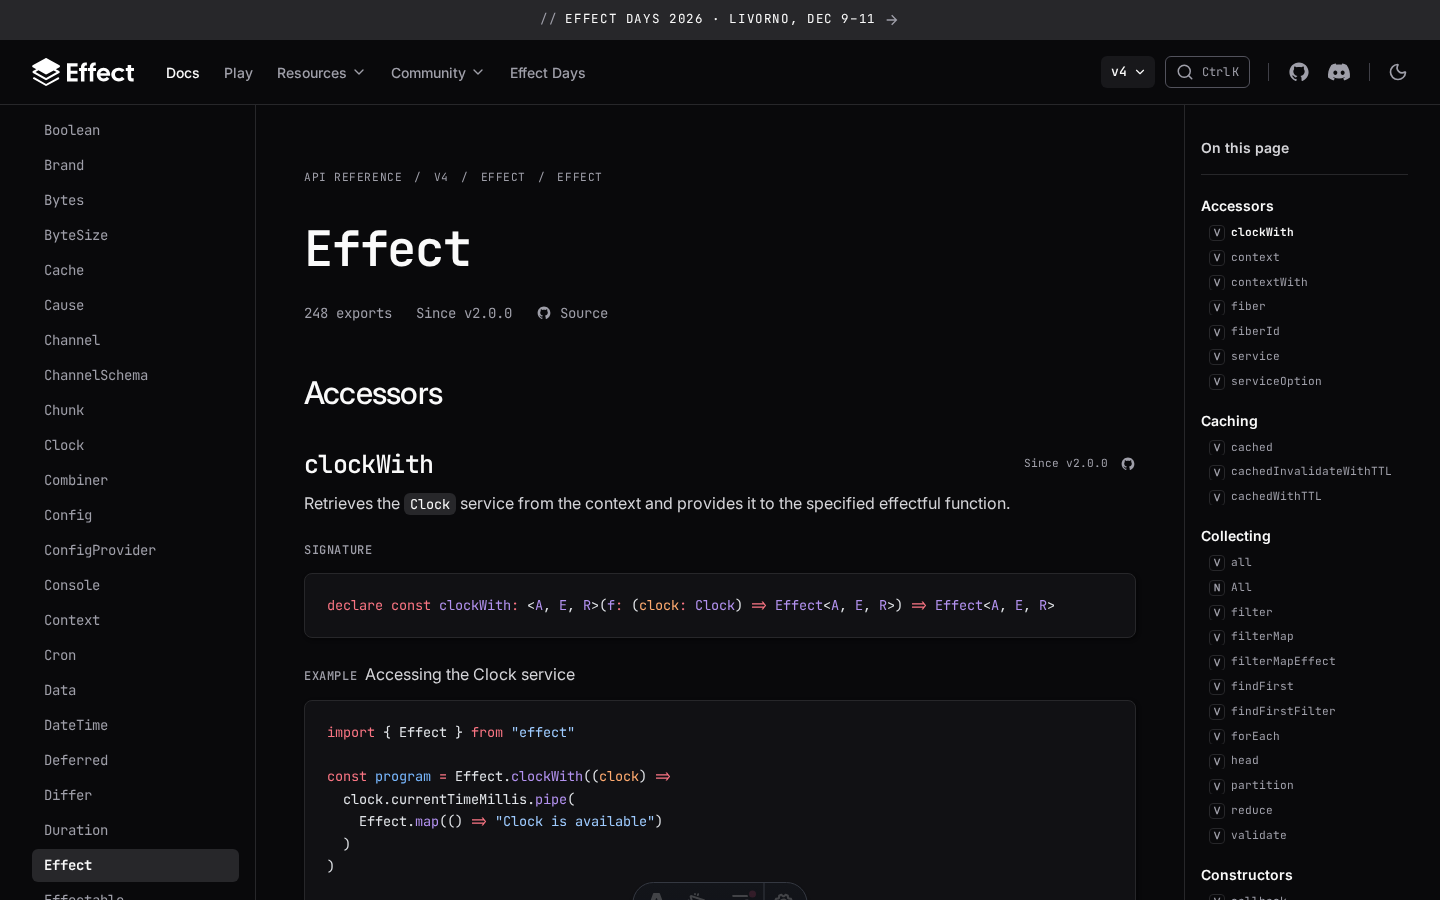 // EFFECT DAYS 2026 · LIVORNO, DEC 9–11 →
Effect
Docs
Play
Resources
Community
Effect Days
v4
Ctrl K
Boolean
Brand
Bytes
ByteSize
Cache
Cause
Channel
ChannelSchema
Chunk
Clock
Combiner
Config
ConfigProvider
Console
Context
Cron
Data
DateTime
Deferred
Differ
Duration
Effect
Effectable
API REFERENCE / V4 / EFFECT / EFFECT
Effect
248 exports Since v2.0.0 Source
Accessors
clockWith
Since v2.0.0
Retrieves the Clock service from the context and provides it to the specified effectful function.
SIGNATURE
declare const clockWith: <A, E, R>(f: (clock: Clock) => Effect<A, E, R>) => Effect<A, E, R>
EXAMPLE Accessing the Clock service
import { Effect } from "effect"
const program = Effect.clockWith((clock) =>
  clock.currentTimeMillis.pipe(
    Effect.map(() => "Clock is available")
  )
)
On this page
Accessors
V clockWith
V context
V contextWith
V fiber
V fiberId
V service
V serviceOption
Caching
V cached
V cachedInvalidateWithTTL
V cachedWithTTL
Collecting
V all
N All
V filter
V filterMap
V filterMapEffect
V findFirst
V findFirstFilter
V forEach
V head
V partition
V reduce
V validate
Constructors
V callback